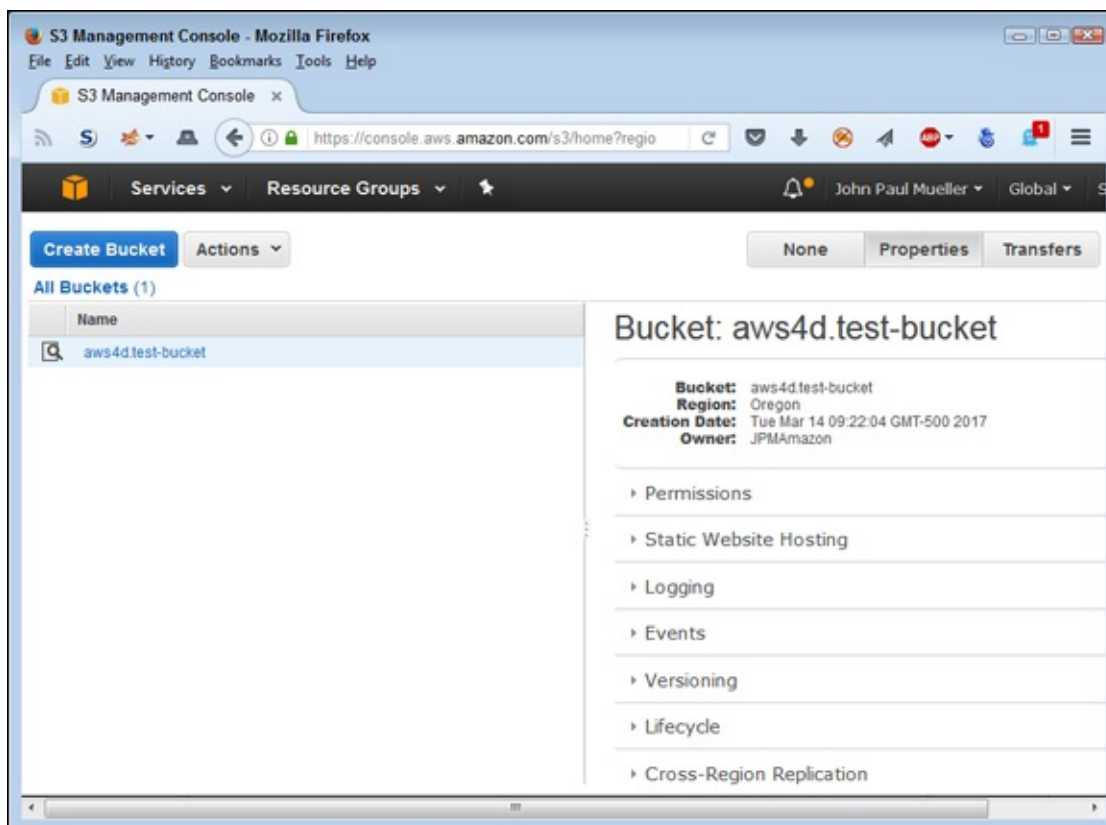 S3 Management Console - Mozilla Firefox
File Edit View History Bookmarks Tools Help
S3 Management Console ×
https://console.aws.amazon.com/s3/home?regio
ABP
1
Services Resource Groups John Paul Mueller Global S
Create Bucket Actions None Properties Transfers
All Buckets (1)
Name
aws4d.test-bucket
Bucket: aws4d.test-bucket
Bucket: aws4d.test-bucket
Region: Oregon
Creation Date: Tue Mar 14 09:22:04 GMT-500 2017
Owner: JPMAmazon
Permissions
Static Website Hosting
Logging
Events
Versioning
Lifecycle
Cross-Region Replication